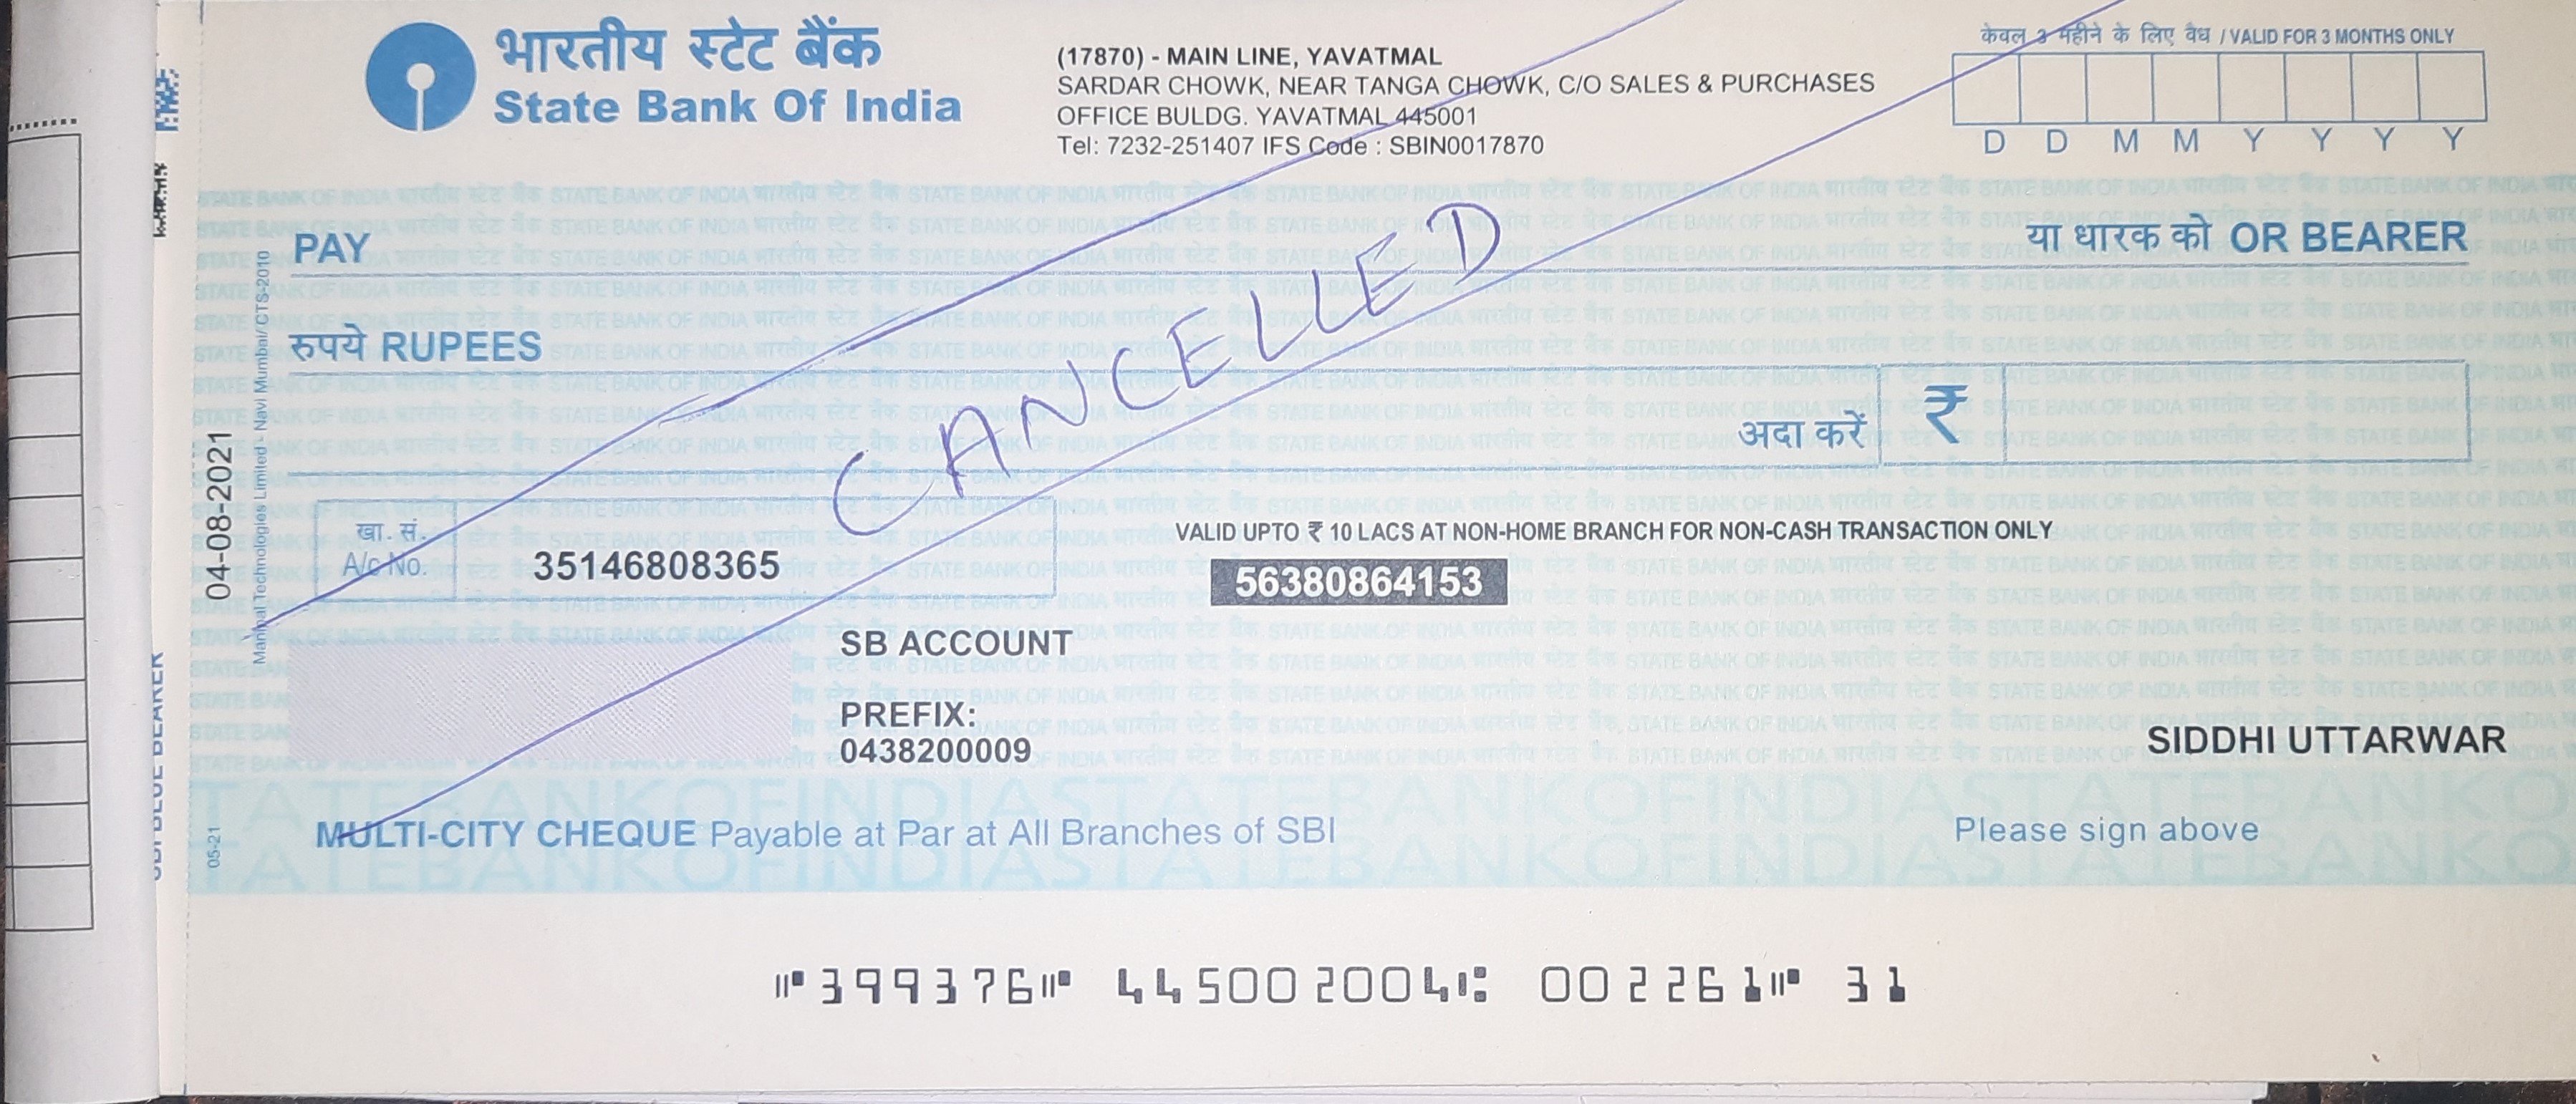 भारतीय स्टेट बैंक
State Bank Of India
(17870) - MAIN LINE, YAVATMAL
SARDAR CHOWK, NEAR TANGA CHOWK, C/O SALES & PURCHASES
OFFICE BULDG. YAVATMAL 445001
Tel: 7232-251407 IFS Code : SBIN0017870
केवल 3 महीने के लिए वैध / VALID FOR 3 MONTHS ONLY
D D M M Y Y Y Y
PAY
या धारक को OR BEARER
रुपये RUPEES
CANCELLED
अदा करें ₹
04-08-2021
Manipal Technologies Limited - Navi Mumbai/CTS-2010
खा. सं.
A/c No.
35146808365
VALID UPTO ₹ 10 LACS AT NON-HOME BRANCH FOR NON-CASH TRANSACTION ONLY
56380864153
SB ACCOUNT
PREFIX:
0438200009
SIDDHI UTTARWAR
05-21
MULTI-CITY CHEQUE Payable at Par at All Branches of SBI
Please sign above
⑈399376⑈ 445002004⑆ 002261⑈ 31